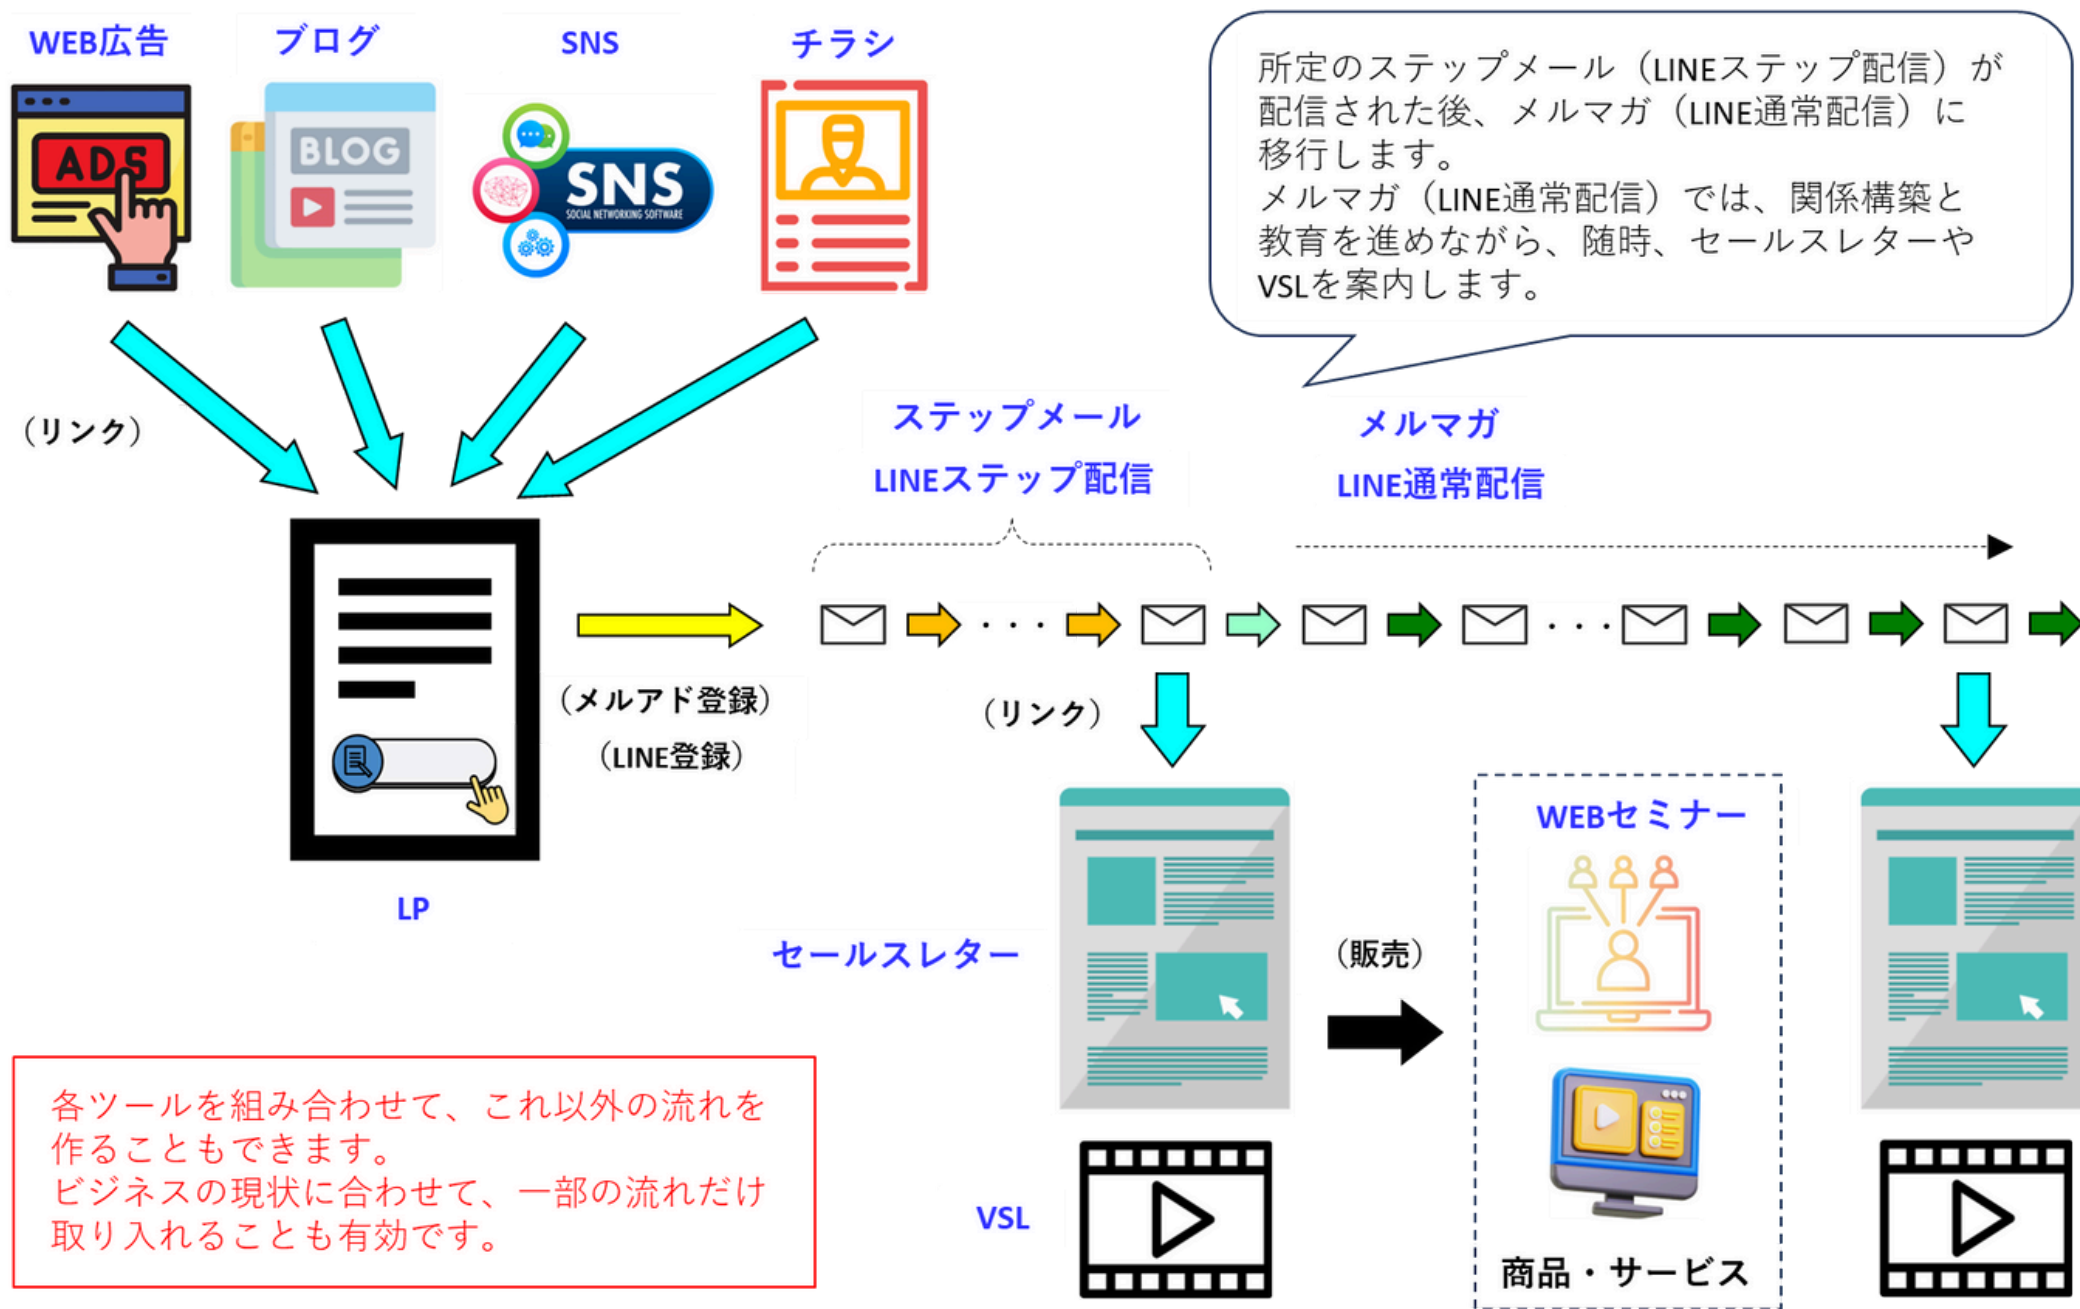 WEB広告
ブログ
SNS
チラシ
ADS
BLOG
SNS
SOCIAL NETWORKING SOFTWARE
所定のステップメール（LINEステップ配信）が
配信された後、メルマガ（LINE通常配信）に
移行します。
メルマガ（LINE通常配信）では、関係構築と
教育を進めながら、随時、セールスレターや
VSLを案内します。
（リンク）
ステップメール
LINEステップ配信
メルマガ
LINE通常配信
・・・
・・・
（メルアド登録）
（LINE登録）
（リンク）
LP
WEBセミナー
セールスレター
（販売）
VSL
商品・サービス
各ツールを組み合わせて、これ以外の流れを
作ることもできます。
ビジネスの現状に合わせて、一部の流れだけ
取り入れることも有効です。